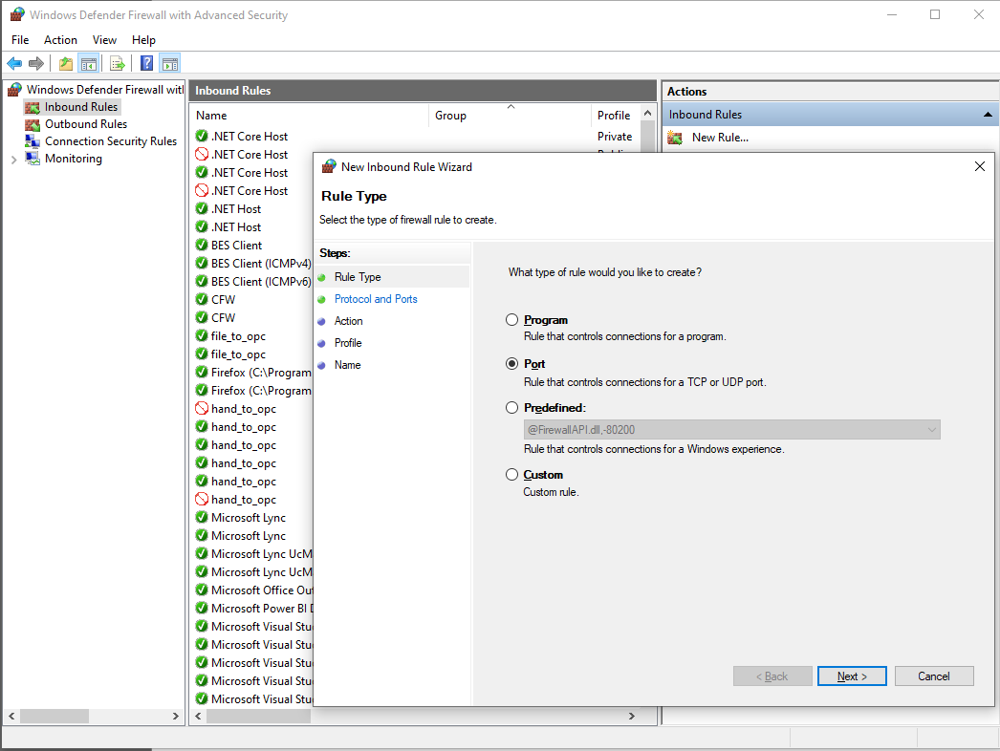 Windows Defender Firewall with Advanced Security
File Action View Help
Windows Defender Firewall wit
Inbound Rules
Outbound Rules
Connection Security Rules
Monitoring
Inbound Rules
Name Group Profile
.NET Core Host Private
.NET Core Host
.NET Core Host
.NET Core Host
.NET Host
.NET Host
BES Client
BES Client (ICMPv4)
BES Client (ICMPv6)
CFW
CFW
file_to_opc
file_to_opc
Firefox (C:\Program
Firefox (C:\Program
hand_to_opc
hand_to_opc
hand_to_opc
hand_to_opc
hand_to_opc
hand_to_opc
Microsoft Lync
Microsoft Lync
Microsoft Lync UcM
Microsoft Lync UcM
Microsoft Office Out
Microsoft Power BI D
Microsoft Visual Stu
Microsoft Visual Stu
Microsoft Visual Stu
Microsoft Visual Stu
Microsoft Visual Stu
Actions
Inbound Rules
New Rule...
New Inbound Rule Wizard
Rule Type
Select the type of firewall rule to create.
Steps:
Rule Type
Protocol and Ports
Action
Profile
Name
What type of rule would you like to create?
Program
Rule that controls connections for a program.
Port
Rule that controls connections for a TCP or UDP port.
Predefined:
@FirewallAPI.dll,-80200
Rule that controls connections for a Windows experience.
Custom
Custom rule.
< Back Next > Cancel